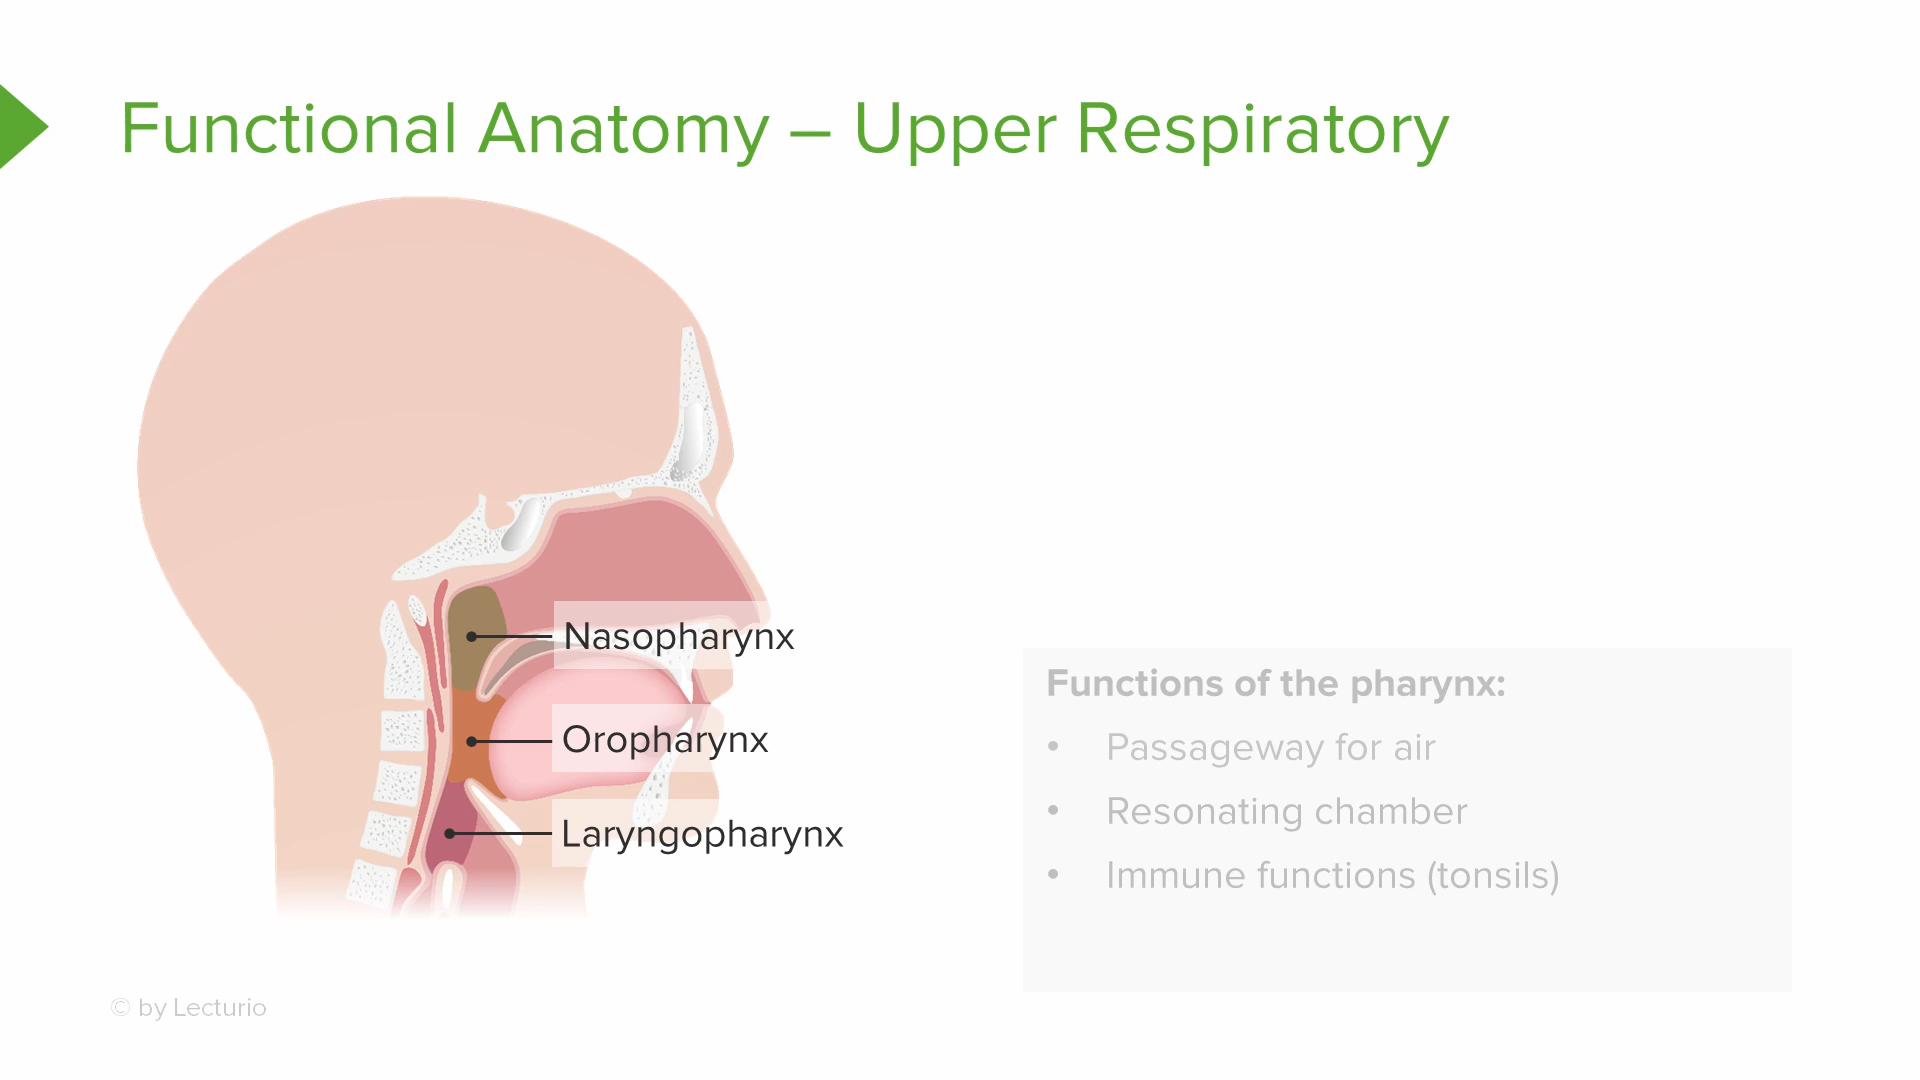 Functional Anatomy – Upper Respiratory
Nasopharynx
Oropharynx
Laryngopharynx
Functions of the pharynx:
• Passageway for air
• Resonating chamber
• Immune functions (tonsils)
© by Lecturio